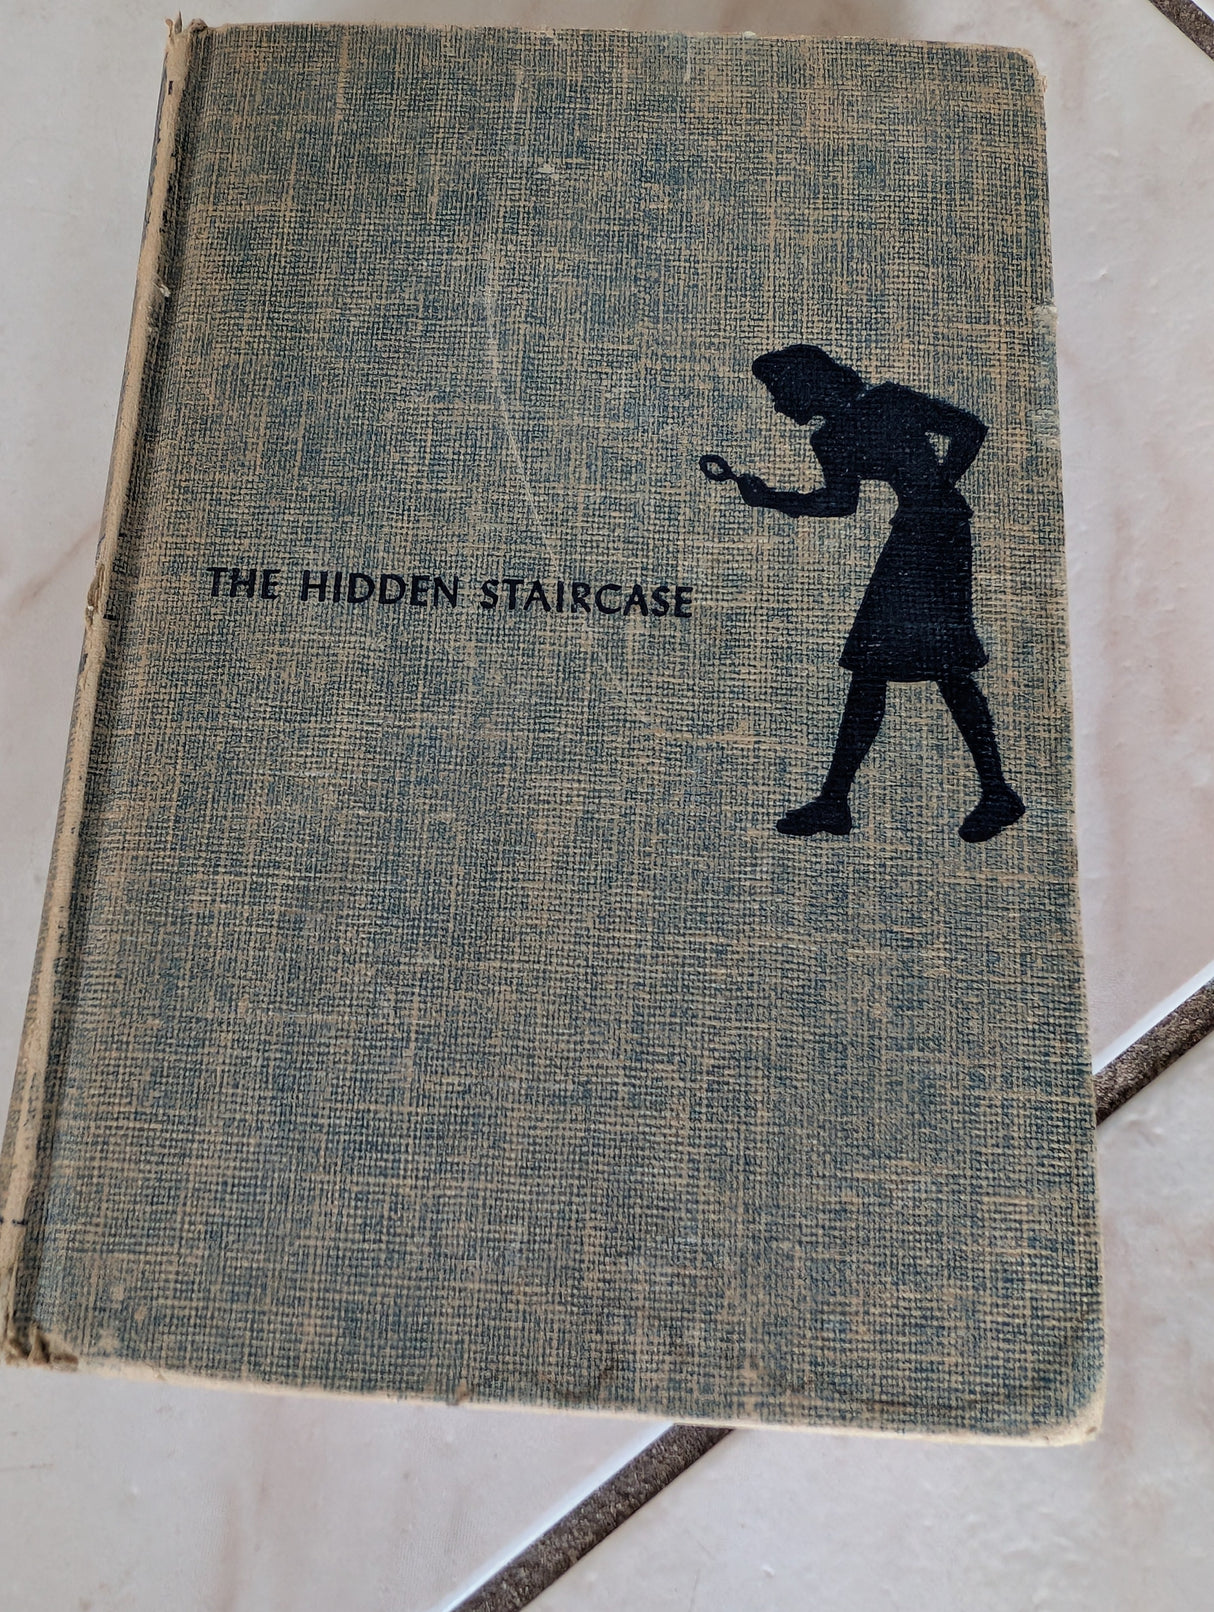 THE HIDDEN STAIRCASE